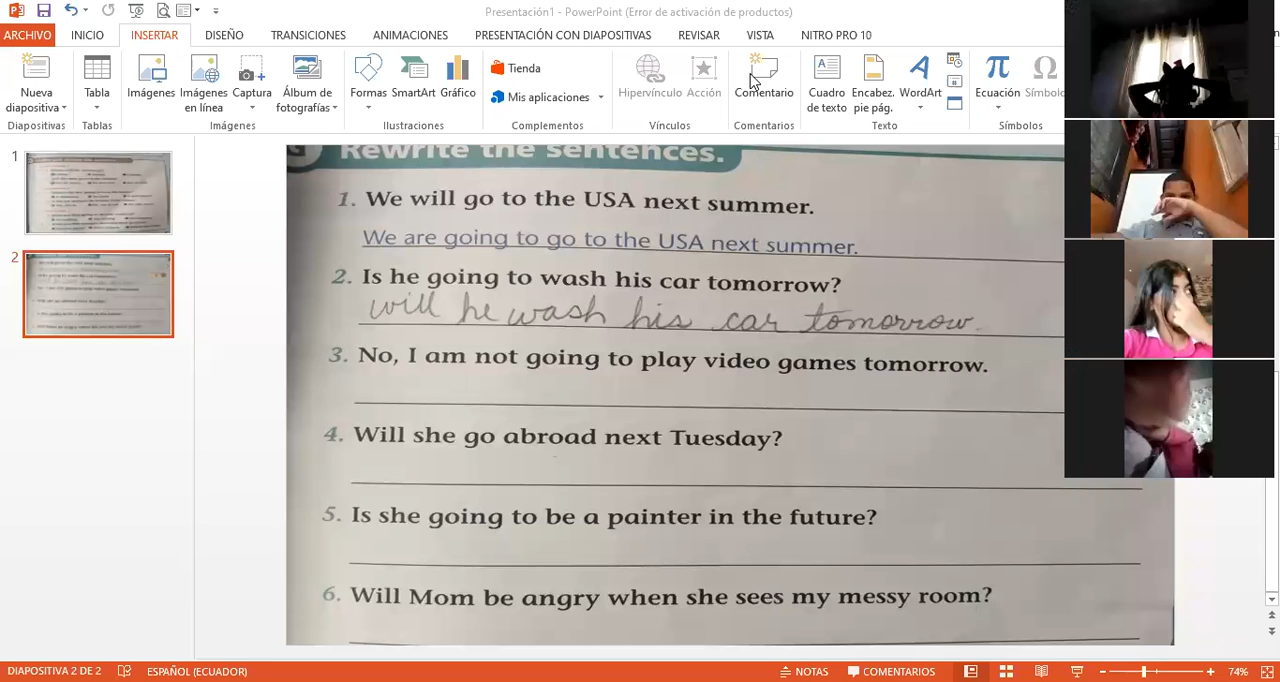 Presentación1 - PowerPoint (Error de activación de productos)
ARCHIVO INICIO INSERTAR DISEÑO TRANSICIONES ANIMACIONES PRESENTACIÓN CON DIAPOSITIVAS REVISAR VISTA NITRO PRO 10
Nueva diapositiva
Tabla
Imágenes
Imágenes en línea
Captura
Álbum de fotografías
Formas
SmartArt
Gráfico
Tienda
Mis aplicaciones
Hipervínculo
Acción
Comentario
Cuadro de texto
Encabez. pie pág.
WordArt
Ecuación
Símbolo
Diapositivas Tablas Imágenes Ilustraciones Complementos Vínculos Comentarios Texto Símbolos
1
2
Rewrite the sentences.
1. We will go to the USA next summer.
We are going to go to the USA next summer.
2. Is he going to wash his car tomorrow?
will he wash his car tomorrow
3. No, I am not going to play video games tomorrow.
4. Will she go abroad next Tuesday?
5. Is she going to be a painter in the future?
6. Will Mom be angry when she sees my messy room?
DIAPOSITIVA 2 DE 2 ESPAÑOL (ECUADOR) NOTAS COMENTARIOS 74%